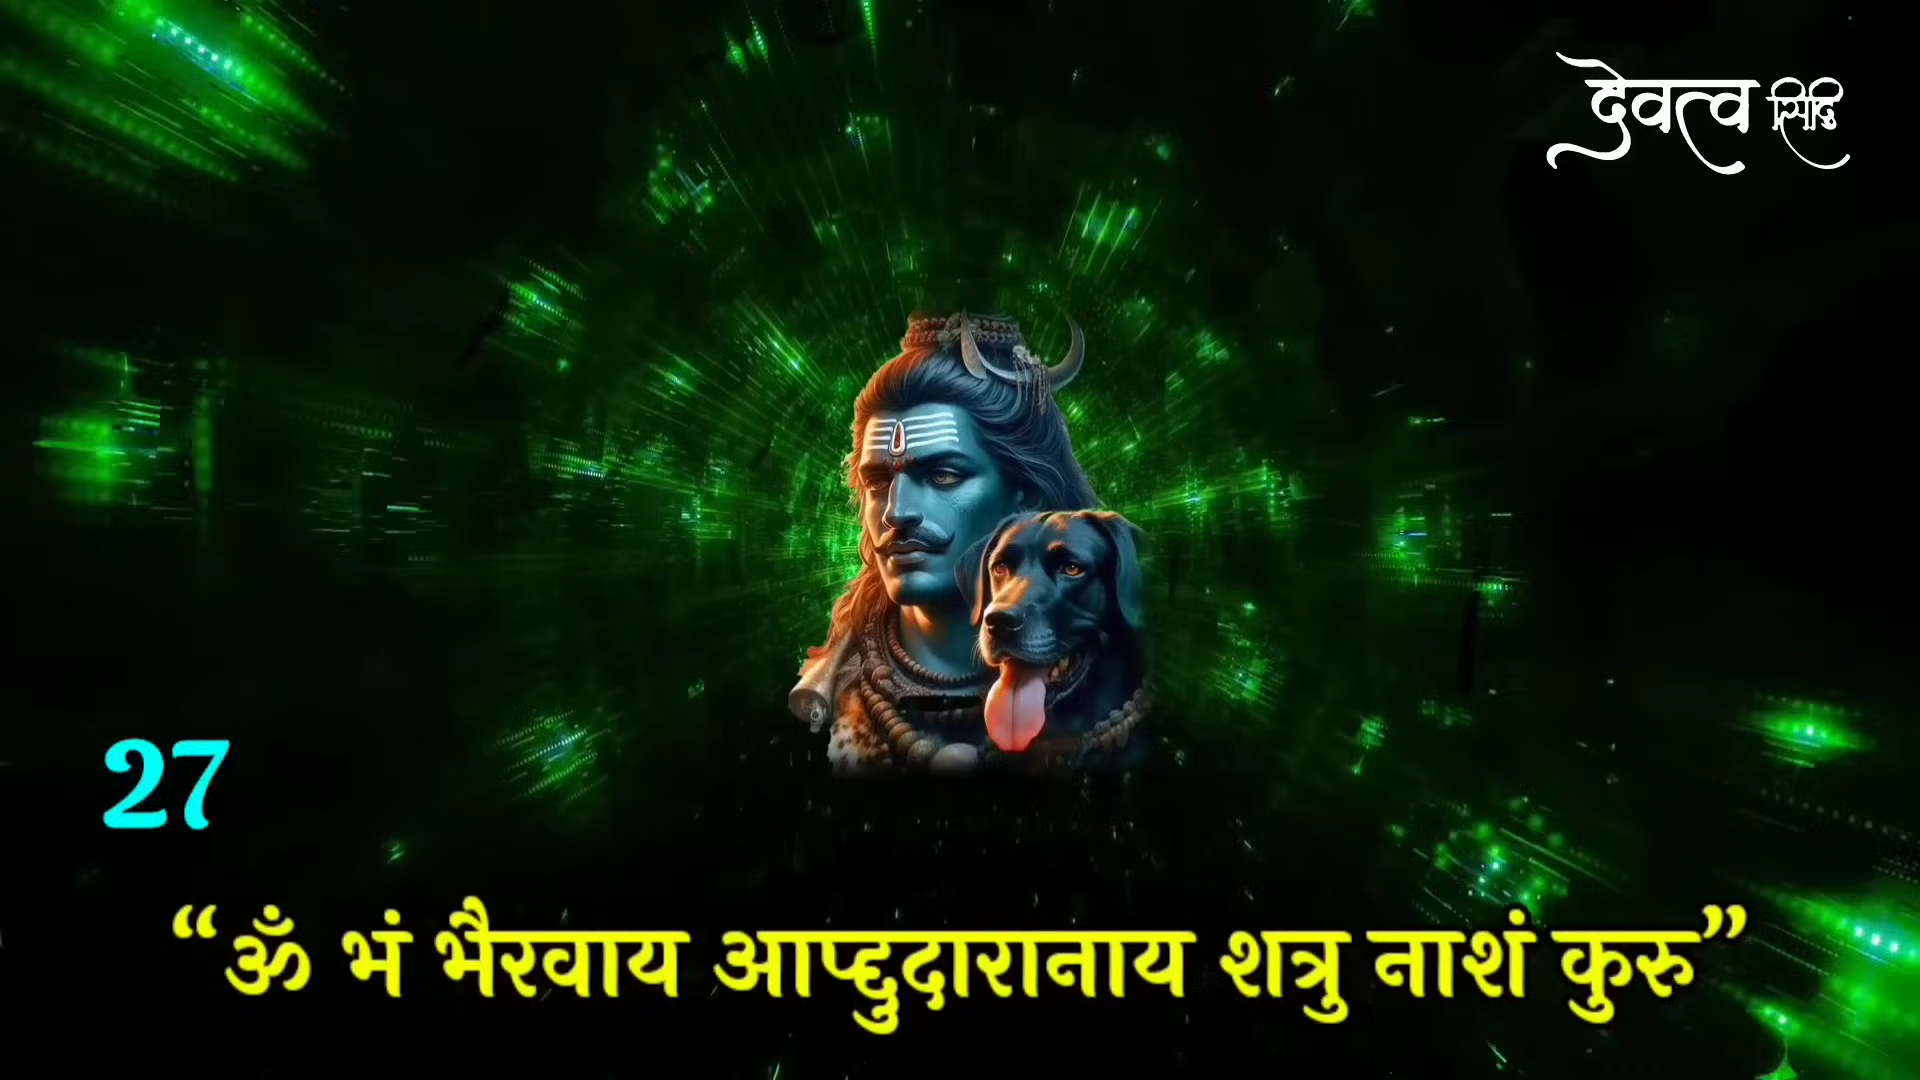 देवत्व सिद्धि
27
“ॐ भं भैरवाय आप्द्दुदारानाय शत्रु नाशं कुरु”